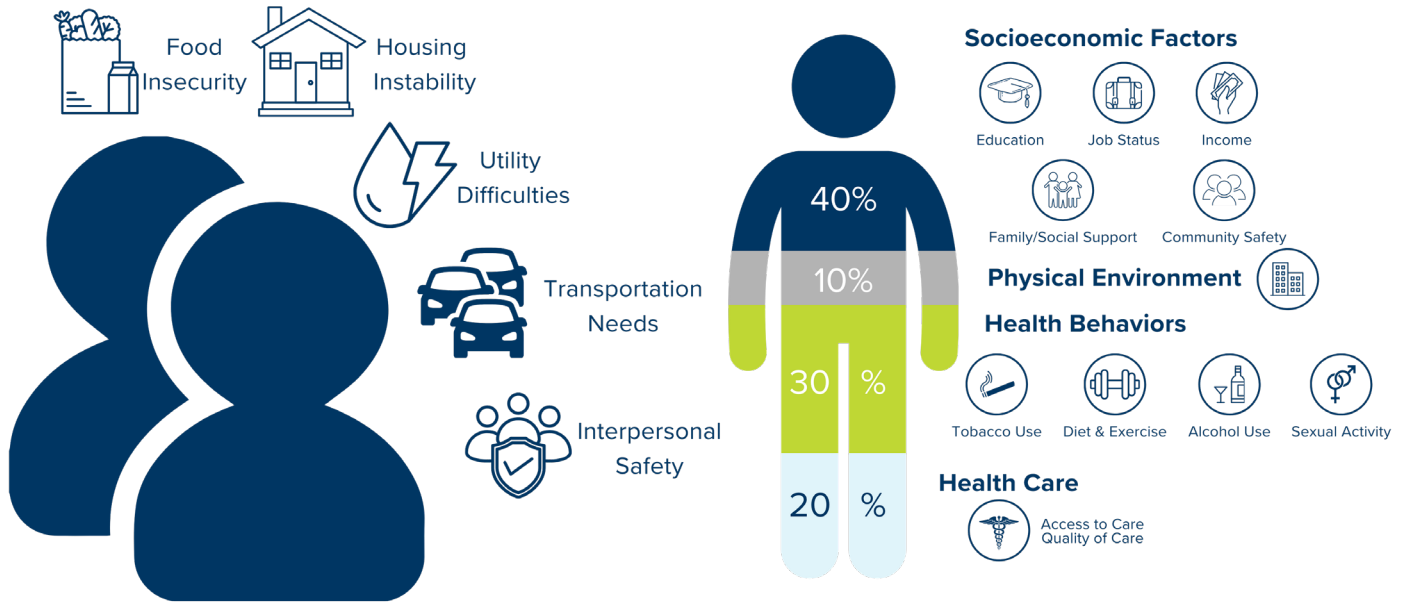 Food
Insecurity
Housing
Instability
Utility
Difficulties
Transportation
Needs
Interpersonal
Safety
40%
10%
30 %
20 %
Socioeconomic Factors
Education
Job Status
Income
Family/Social Support
Community Safety
Physical Environment
Health Behaviors
Tobacco Use
Diet & Exercise
Alcohol Use
Sexual Activity
Health Care
Access to Care
Quality of Care